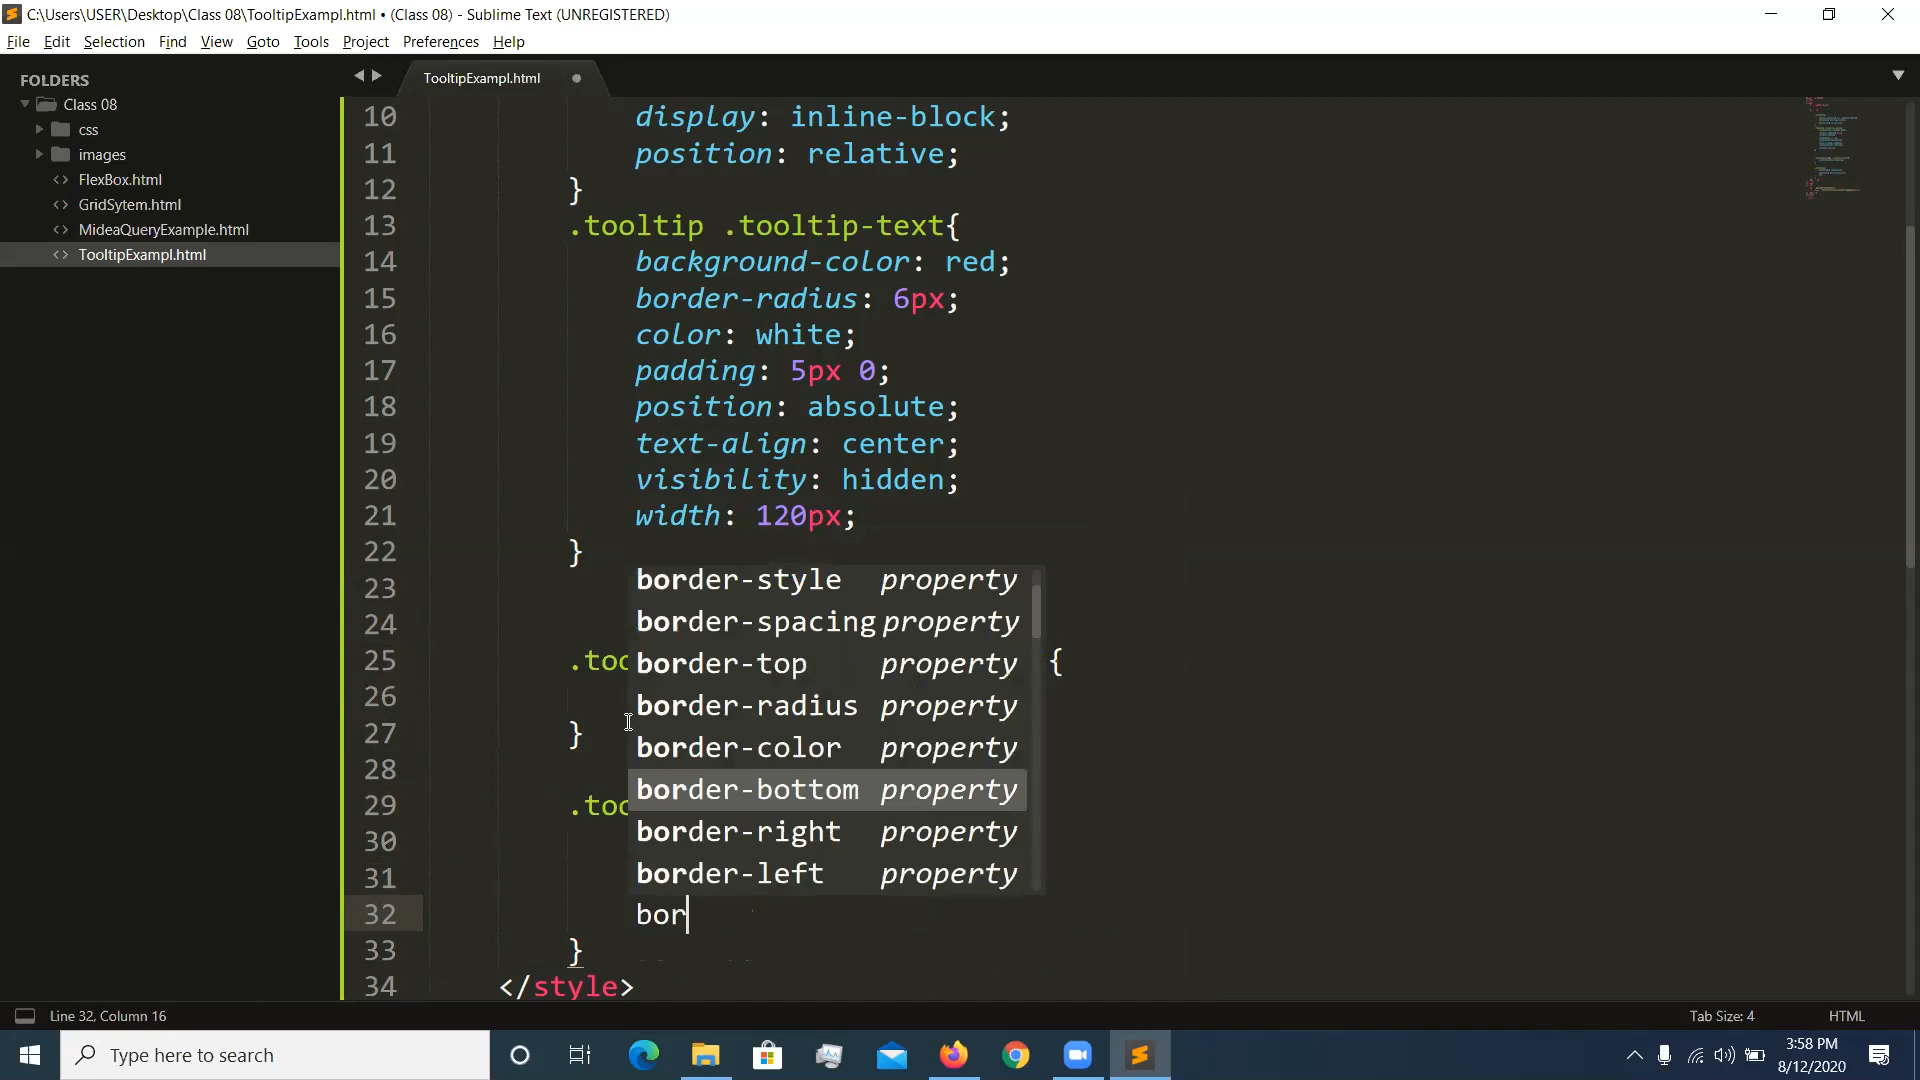 C:\Users\USER\Desktop\Class 08\TooltipExampl.html • (Class 08) - Sublime Text (UNREGISTERED)
File Edit Selection Find View Goto Tools Project Preferences Help
FOLDERS
Class 08
css
images
FlexBox.html
GridSytem.html
MideaQueryExample.html
TooltipExampl.html
TooltipExampl.html
10 display: inline-block;
11 position: relative;
12 }
13 .tooltip .tooltip-text{
14 background-color: red;
15 border-radius: 6px;
16 color: white;
17 padding: 5px 0;
18 position: absolute;
19 text-align: center;
20 visibility: hidden;
21 width: 120px;
22 }
23
24
25 .too {
26
27 }
28
29 .too
30
31
32 bor
33 }
34 </style>
border-style property
border-spacing property
border-top property
border-radius property
border-color property
border-bottom property
border-right property
border-left property
Line 32, Column 16
Tab Size: 4
HTML
Type here to search
3:58 PM
8/12/2020